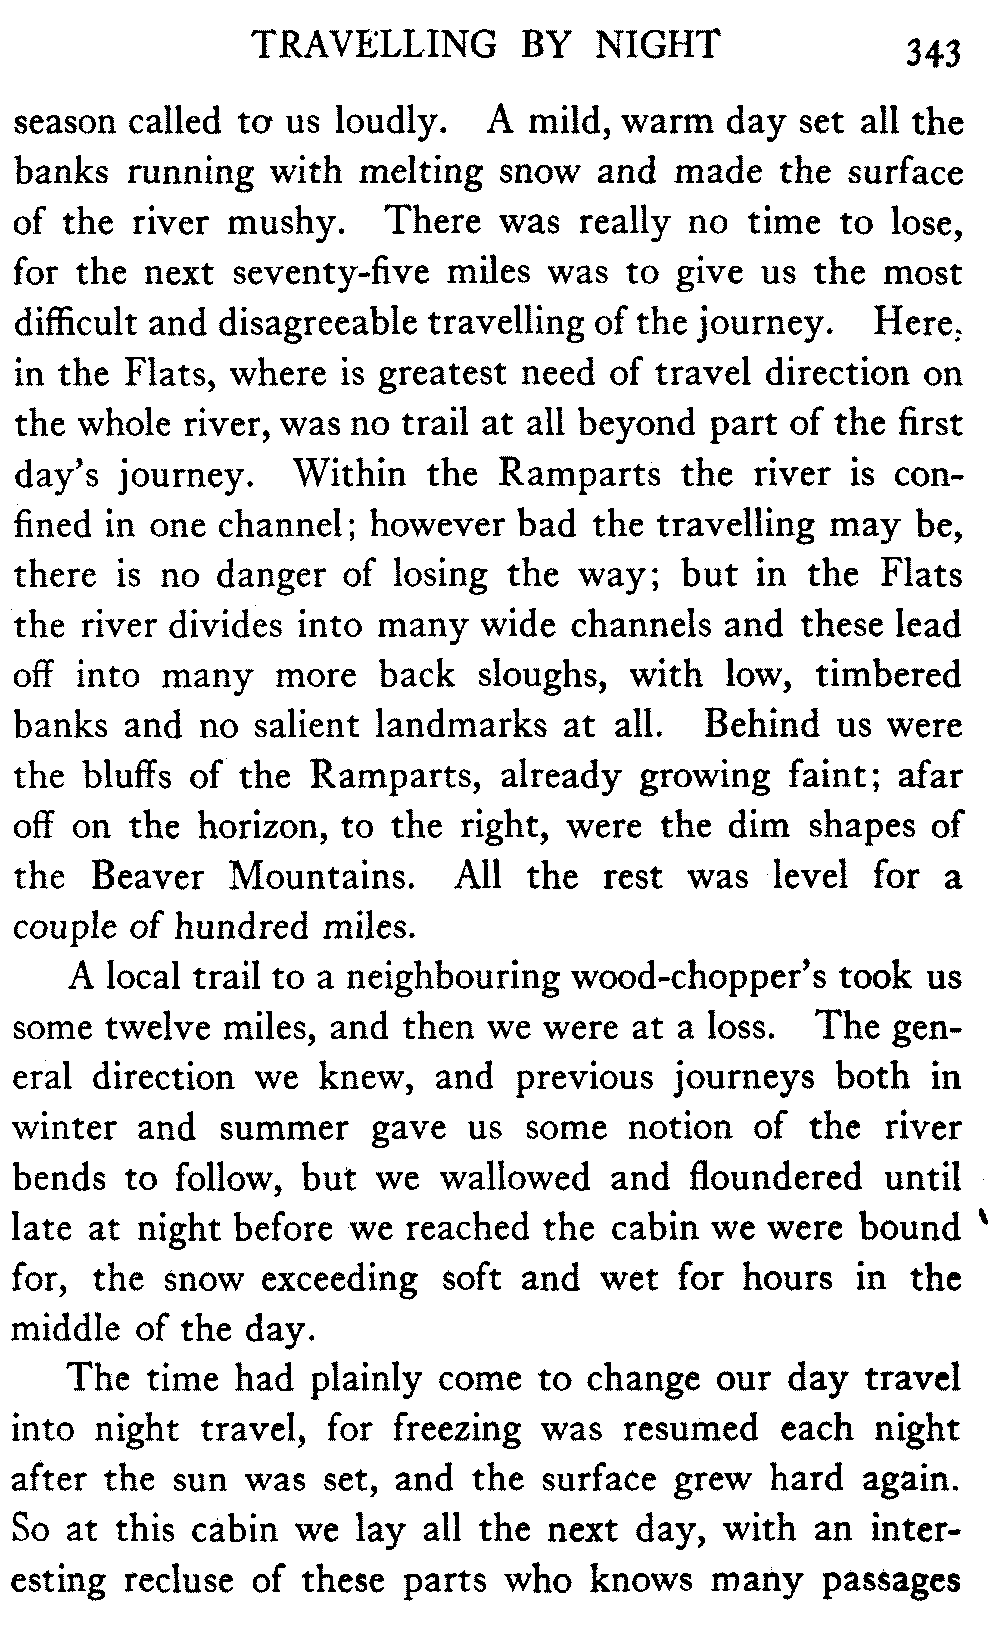 TRAVELLING BY NIGHT 343
season called to us loudly. A mild, warm day set all the
banks running with melting snow and made the surface
of the river mushy. There was really no time to lose,
for the next seventy-five miles was to give us the most
difficult and disagreeable travelling of the journey. Here,
in the Flats, where is greatest need of travel direction on
the whole river, was no trail at all beyond part of the first
day's journey. Within the Ramparts the river is con-
fined in one channel; however bad the travelling may be,
there is no danger of losing the way; but in the Flats
the river divides into many wide channels and these lead
off into many more back sloughs, with low, timbered
banks and no salient landmarks at all. Behind us were
the bluffs of the Ramparts, already growing faint; afar
off on the horizon, to the right, were the dim shapes of
the Beaver Mountains. All the rest was level for a
couple of hundred miles.
A local trail to a neighbouring wood-chopper's took us
some twelve miles, and then we were at a loss. The gen-
eral direction we knew, and previous journeys both in
winter and summer gave us some notion of the river
bends to follow, but we wallowed and floundered until
late at night before we reached the cabin we were bound
for, the snow exceeding soft and wet for hours in the
middle of the day.
The time had plainly come to change our day travel
into night travel, for freezing was resumed each night
after the sun was set, and the surface grew hard again.
So at this cabin we lay all the next day, with an inter-
esting recluse of these parts who knows many passages